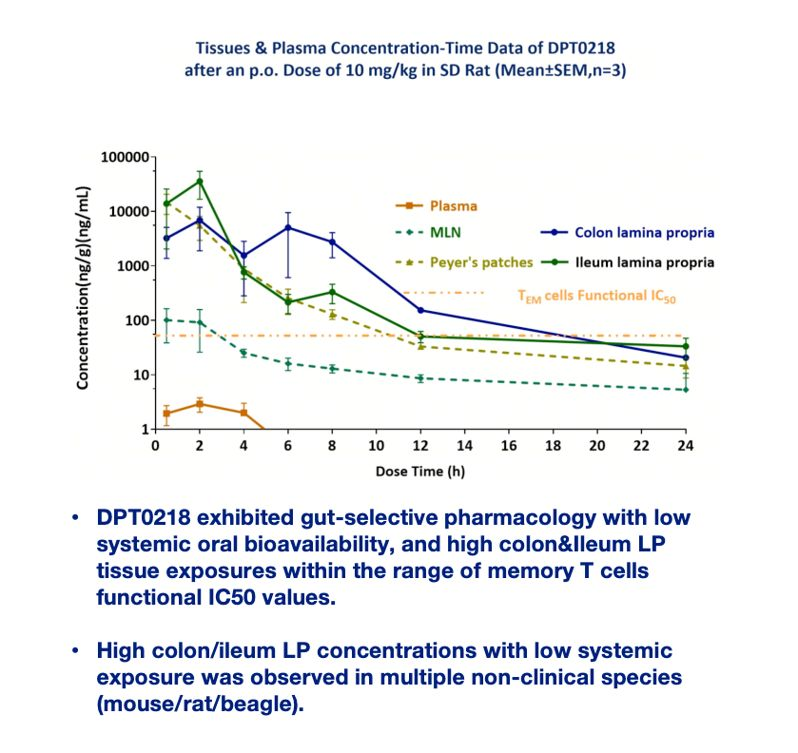 Tissues & Plasma Concentration-Time Data of DPT0218
after an p.o. Dose of 10 mg/kg in SD Rat (Mean±SEM,n=3)
Concentration(ng/g)(ng/mL)
100000
10000
1000
100
10
1
Plasma
MLN
Colon lamina propria
Peyer's patches
Ileum lamina propria
TEM cells Functional IC50
0 2 4 6 8 10 12 14 16 18 20 22 24
Dose Time (h)
• DPT0218 exhibited gut-selective pharmacology with low
systemic oral bioavailability, and high colon&Ileum LP
tissue exposures within the range of memory T cells
functional IC50 values.
• High colon/ileum LP concentrations with low systemic
exposure was observed in multiple non-clinical species
(mouse/rat/beagle).